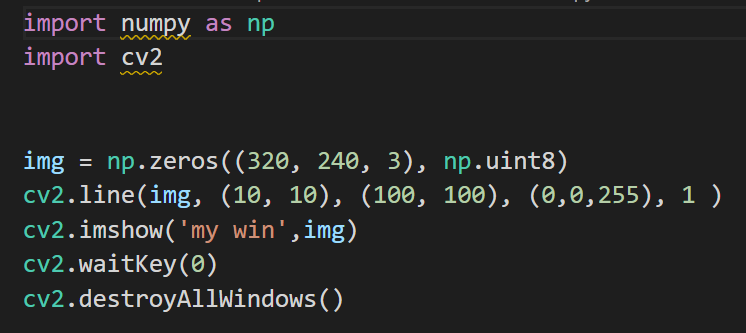 import numpy as np
import cv2
img = np.zeros((320, 240, 3), np.uint8)
cv2.line(img, (10, 10), (100, 100), (0,0,255), 1 )
cv2.imshow('my win',img)
cv2.waitKey(0)
cv2.destroyAllWindows()